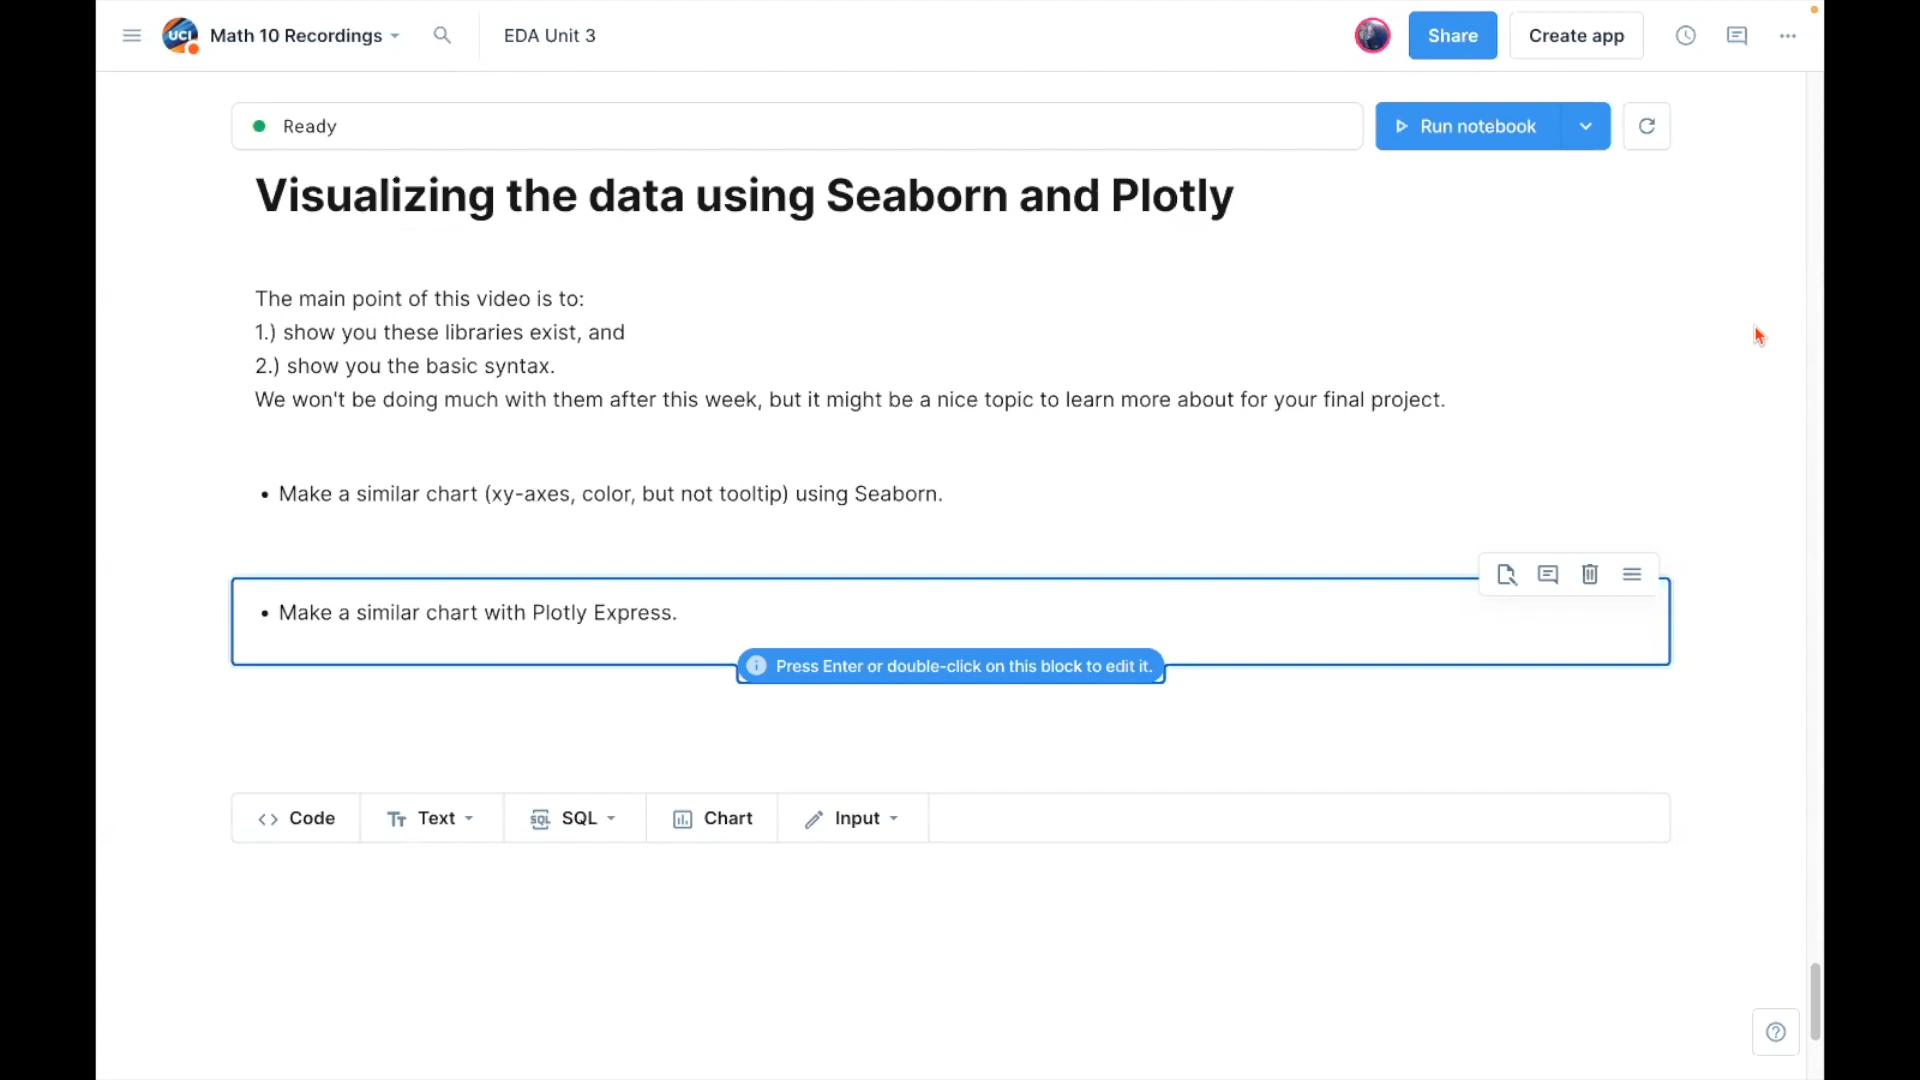 UCI
Math 10 Recordings
EDA Unit 3
Share
Create app
Ready
Run notebook
Visualizing the data using Seaborn and Plotly
The main point of this video is to:
1.) show you these libraries exist, and
2.) show you the basic syntax.
We won't be doing much with them after this week, but it might be a nice topic to learn more about for your final project.
• Make a similar chart (xy-axes, color, but not tooltip) using Seaborn.
• Make a similar chart with Plotly Express.
Press Enter or double-click on this block to edit it.
Code
Tт Text
SQL SQL
Chart
Input